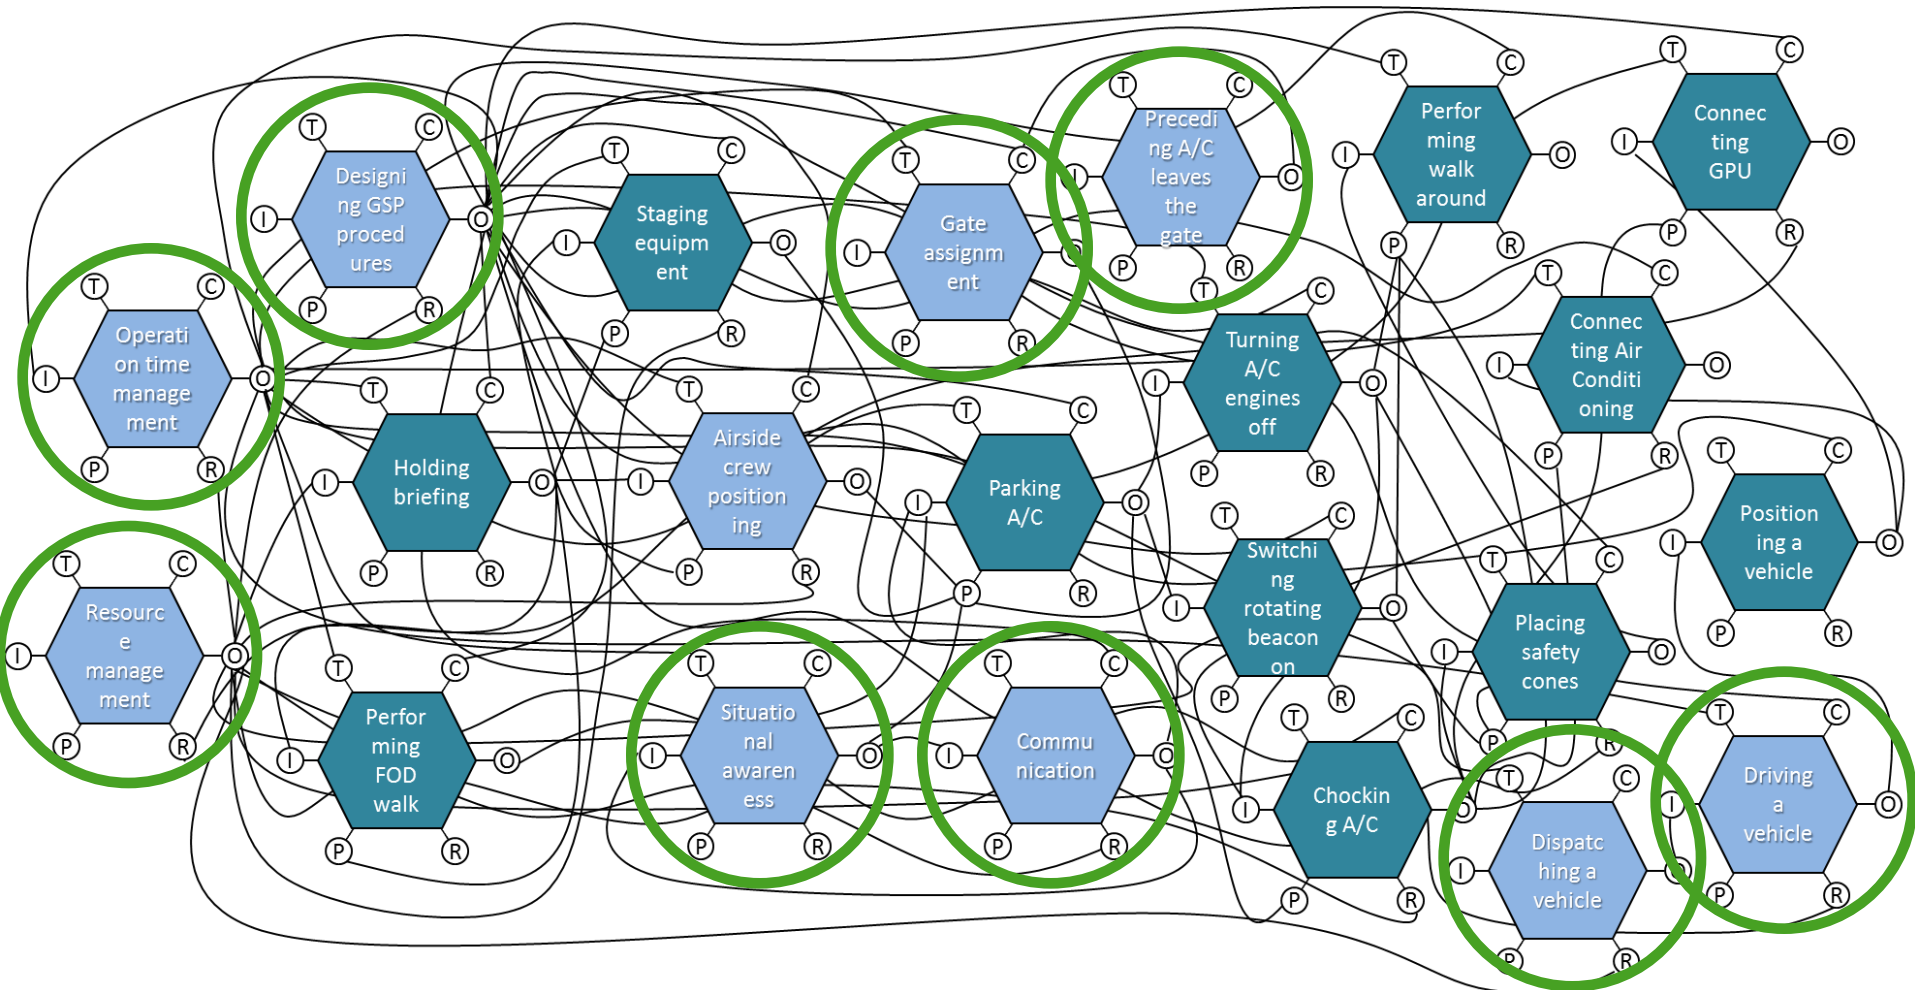 T
C
Designi
ng GSP
proced
ures
I
O
P
R
T
C
Operati
on time
manage
ment
I
O
P
R
T
C
Resourc
e
manage
ment
I
O
P
R
T
C
Staging
equipm
ent
I
O
P
R
T
C
Holding
briefing
I
O
P
R
T
C
Perfor
ming
FOD
walk
I
O
P
R
T
C
Airside
crew
position
ing
I
O
P
R
T
C
Situatio
nal
awaren
ess
I
O
P
R
T
C
Gate
assignm
ent
I
O
P
R
T
C
Parking
A/C
I
O
P
R
T
C
Commu
nication
I
O
P
R
T
C
Precedi
ng A/C
leaves
the
gate
I
O
P
R
T
C
Turning
A/C
engines
off
I
O
P
R
T
C
Switchi
ng
rotating
beacon
on
I
O
P
R
T
C
Chockin
g A/C
I
O
P
R
T
C
Perfor
ming
walk
around
I
O
P
R
T
C
Connec
ting
GPU
I
O
P
R
T
C
Connec
ting Air
Conditi
oning
I
O
P
R
T
C
Position
ing a
vehicle
I
O
P
R
T
C
Placing
safety
cones
I
O
P
R
T
C
Dispatc
hing a
vehicle
I
O
P
R
T
C
Driving
a
vehicle
I
O
P
R